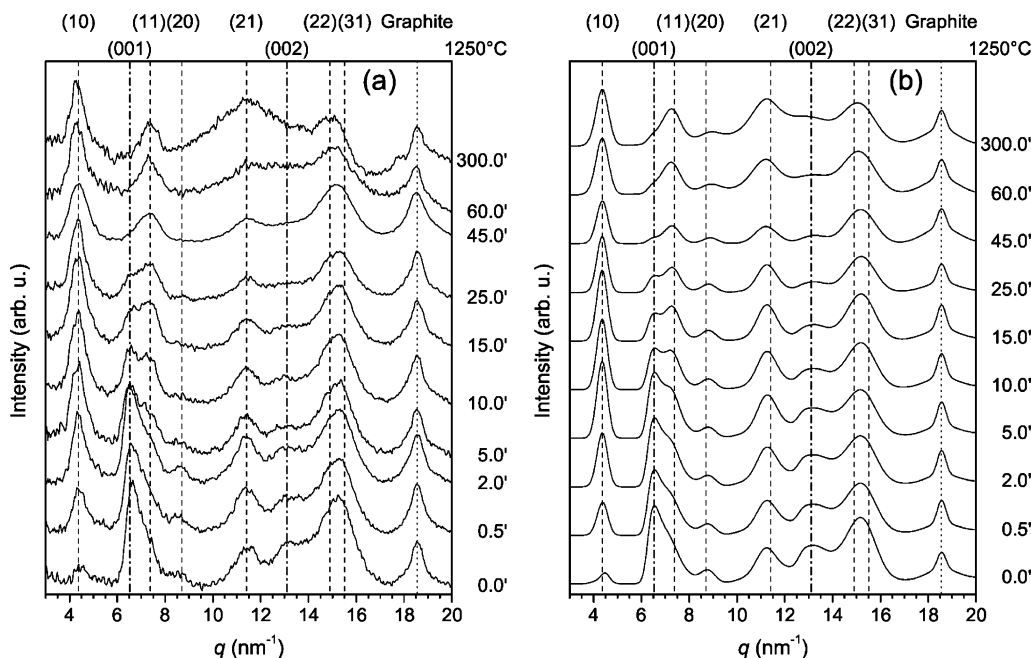 (10) (11)(20) (21) (22)(31) Graphite
(001) (002) 1250°C
(a)
300.0'
60.0'
45.0'
25.0'
15.0'
10.0'
5.0'
2.0'
0.5'
0.0'
Intensity (arb. u.)
4 6 8 10 12 14 16 18 20
q (nm⁻¹)
(10) (11)(20) (21) (22)(31) Graphite
(001) (002) 1250°C
(b)
300.0'
60.0'
45.0'
25.0'
15.0'
10.0'
5.0'
2.0'
0.5'
0.0'
Intensity (arb. u.)
4 6 8 10 12 14 16 18 20
q (nm⁻¹)